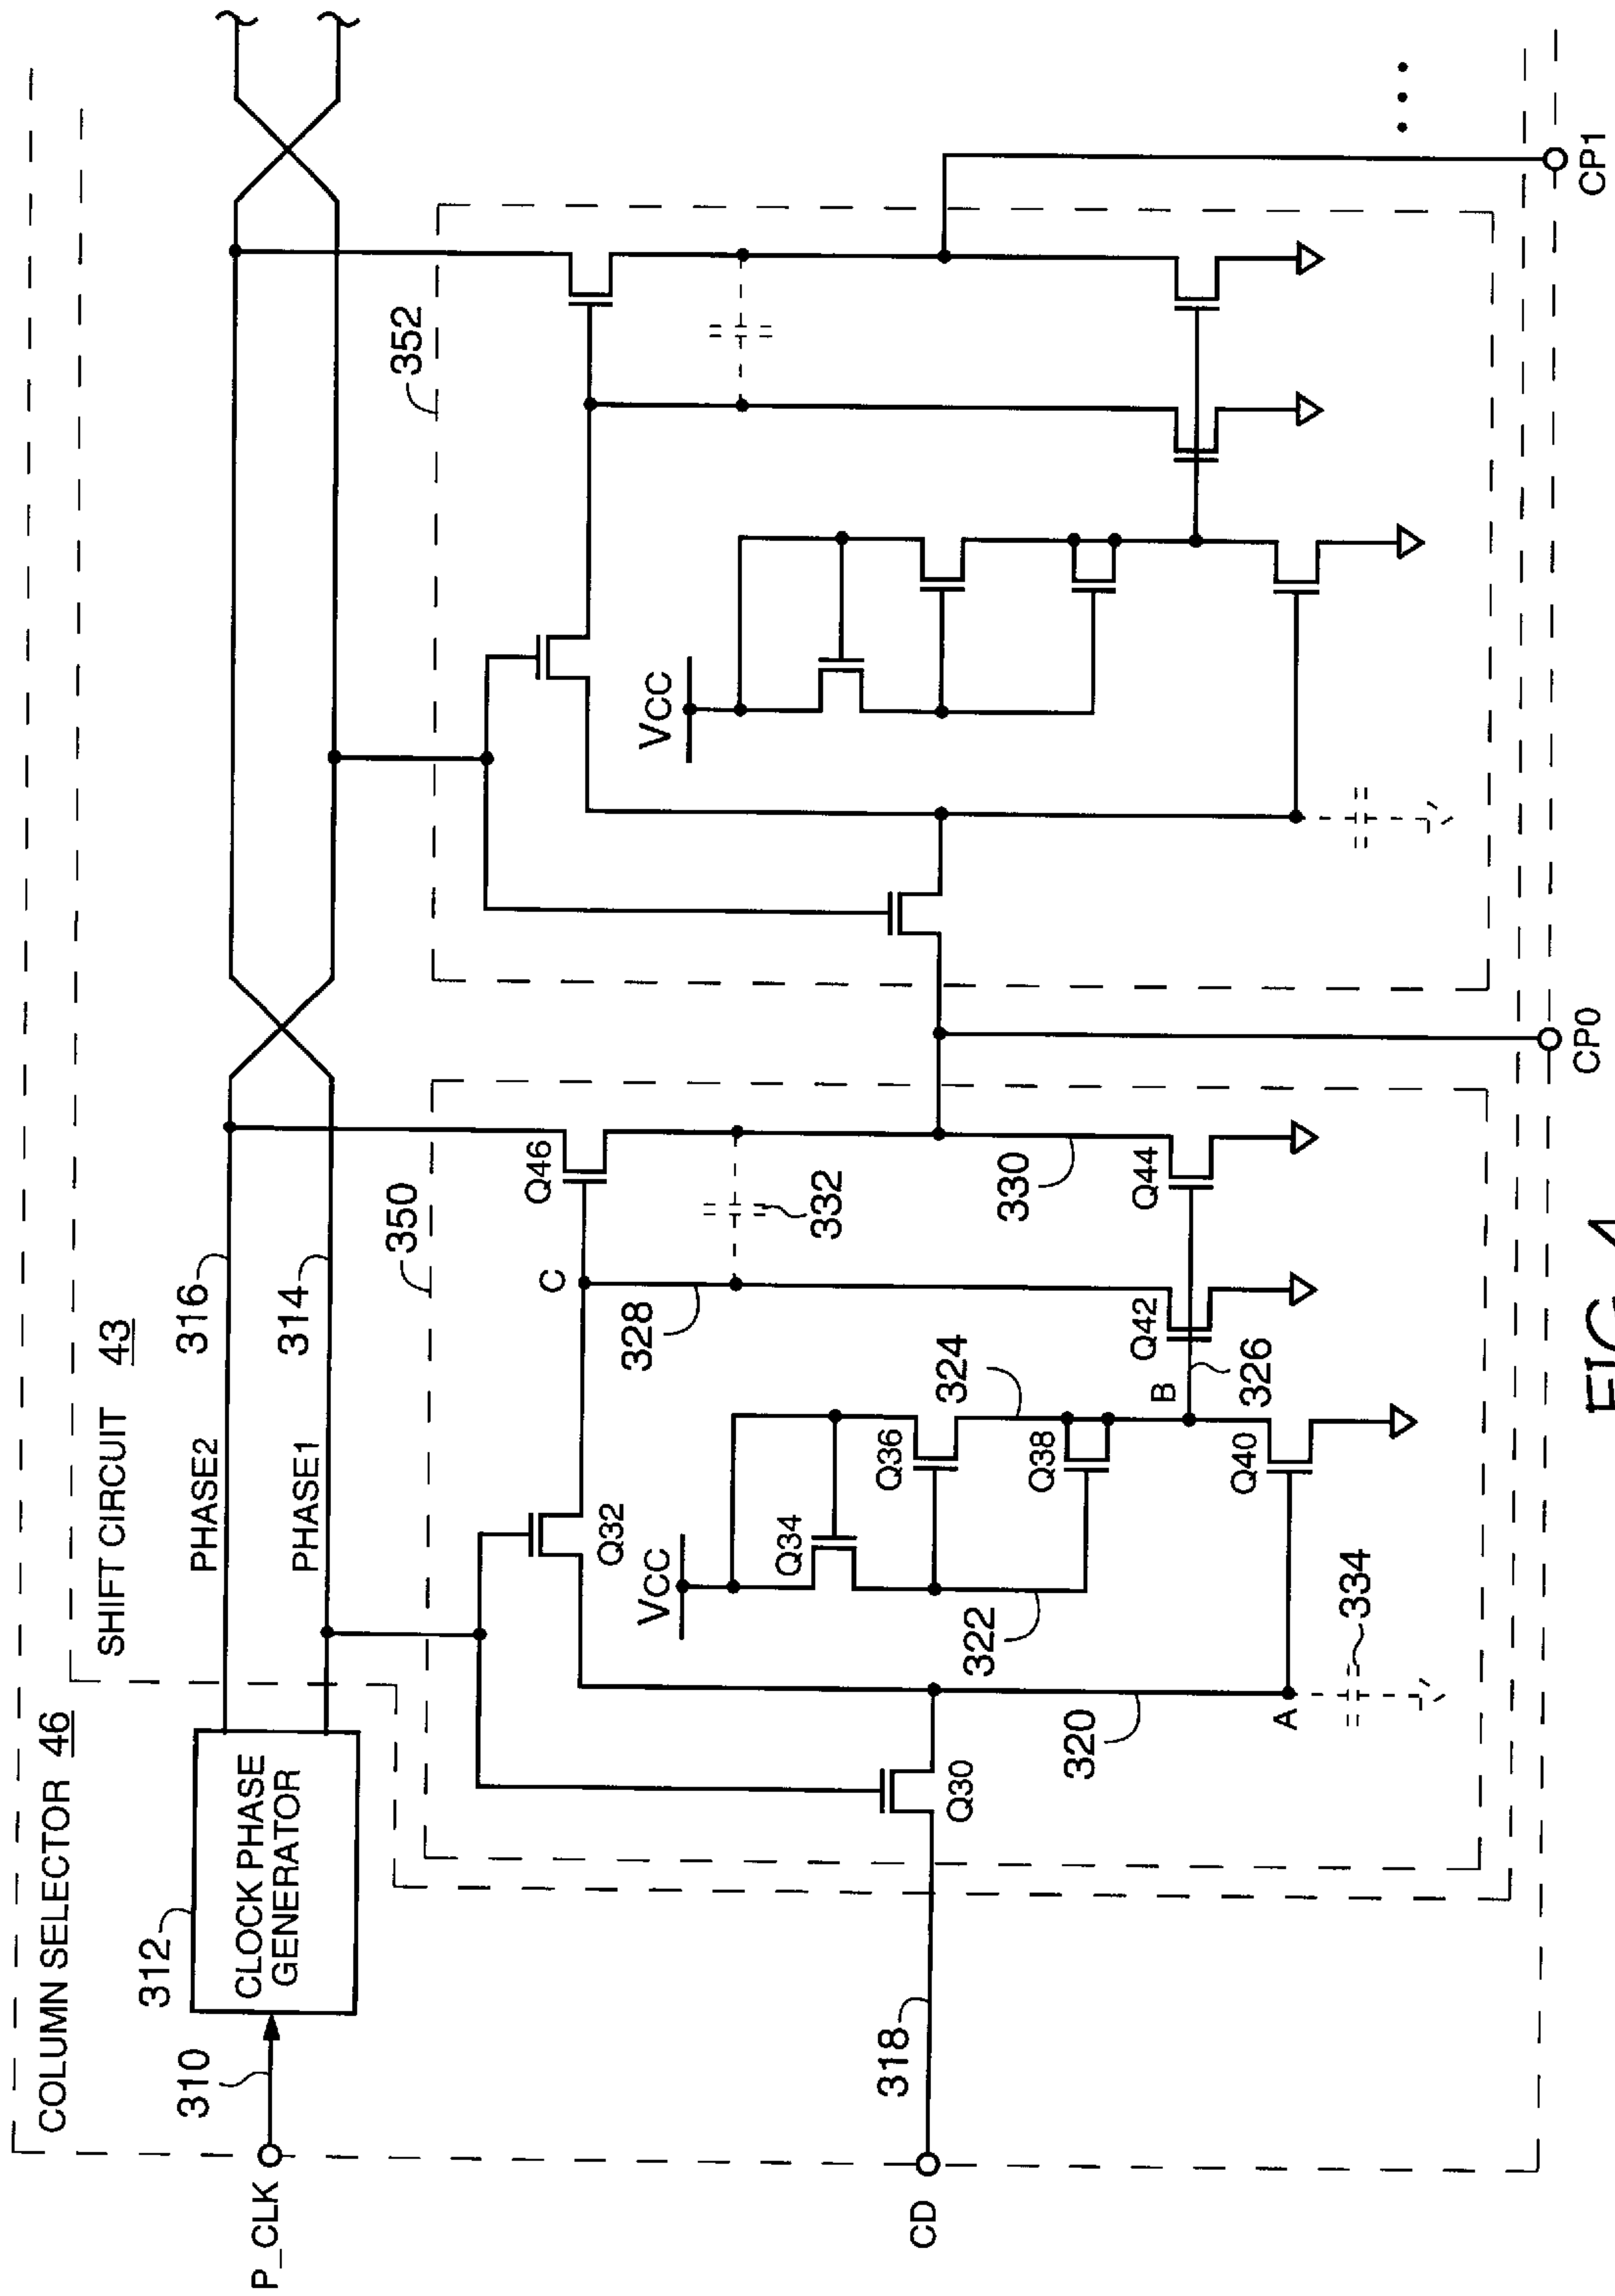 COLUMN SELECTOR 46
SHIFT CIRCUIT 43
P_CLK
310
312
CLOCK PHASE
GENERATOR
PHASE2
316
PHASE1
314
350
352
CD
318
Q30
Q32
320
A
334
VCC
VCC
Q34
322
Q36
324
Q38
Q40
B
326
C
328
332
Q42
Q46
330
Q44
CP0
CP1